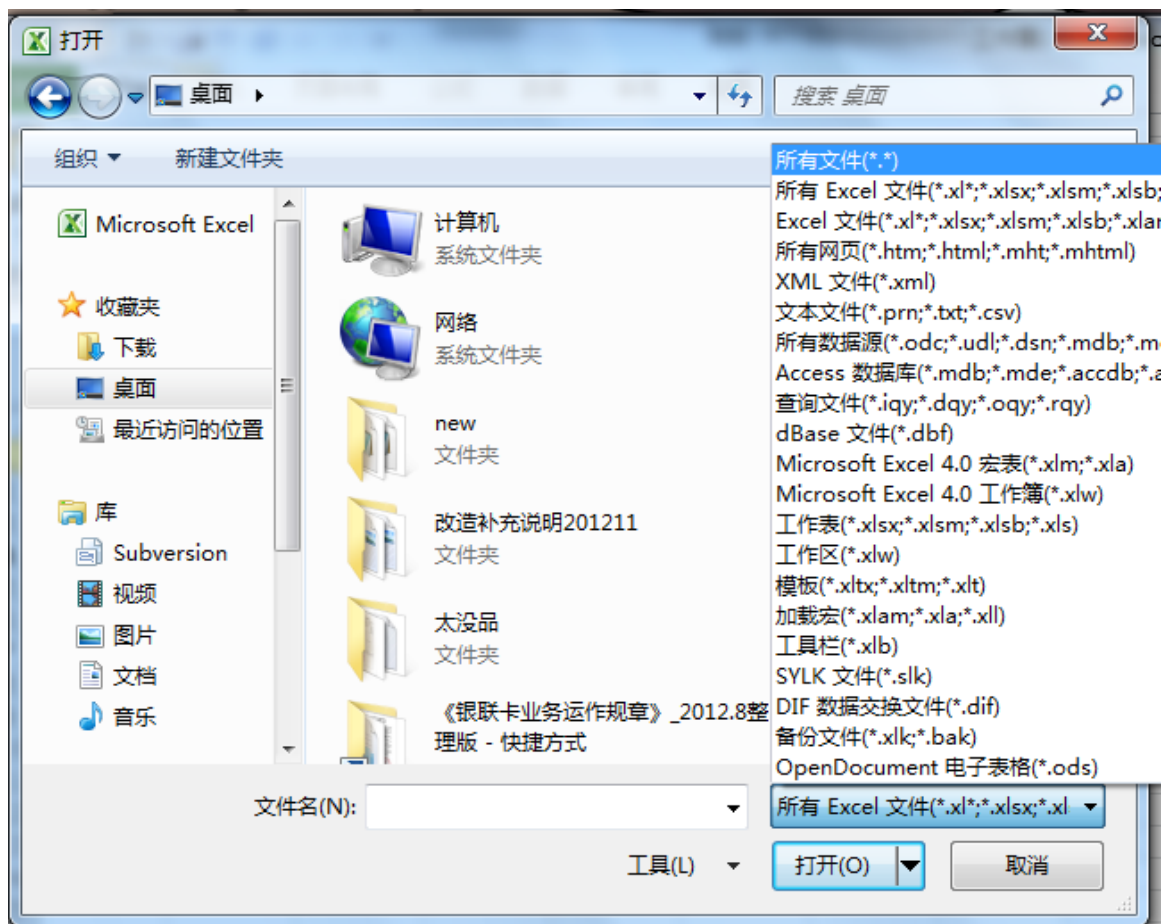 打开
桌面
搜索 桌面
组织
新建文件夹
Microsoft Excel
收藏夹
下载
桌面
最近访问的位置
库
Subversion
视频
图片
文档
音乐
计算机
系统文件夹
网络
系统文件夹
new
文件夹
改造补充说明201211
文件夹
太没品
文件夹
《银联卡业务运作规章》_2012.8整
理版 - 快捷方式
所有文件(*.*)
所有 Excel 文件(*.xl*;*.xlsx;*.xlsm;*.xlsb;
Excel 文件(*.xl*;*.xlsx;*.xlsm;*.xlsb;*.xlam
所有网页(*.htm;*.html;*.mht;*.mhtml)
XML 文件(*.xml)
文本文件(*.prn;*.txt;*.csv)
所有数据源(*.odc;*.udl;*.dsn;*.mdb;*.md
Access 数据库(*.mdb;*.mde;*.accdb;*.a
查询文件(*.iqy;*.dqy;*.oqy;*.rqy)
dBase 文件(*.dbf)
Microsoft Excel 4.0 宏表(*.xlm;*.xla)
Microsoft Excel 4.0 工作簿(*.xlw)
工作表(*.xlsx;*.xlsm;*.xlsb;*.xls)
工作区(*.xlw)
模板(*.xltx;*.xltm;*.xlt)
加载宏(*.xlam;*.xla;*.xll)
工具栏(*.xlb)
SYLK 文件(*.slk)
DIF 数据交换文件(*.dif)
备份文件(*.xlk;*.bak)
OpenDocument 电子表格(*.ods)
文件名(N):
所有 Excel 文件(*.xl*;*.xlsx;*.xl
工具(L)
打开(O)
取消